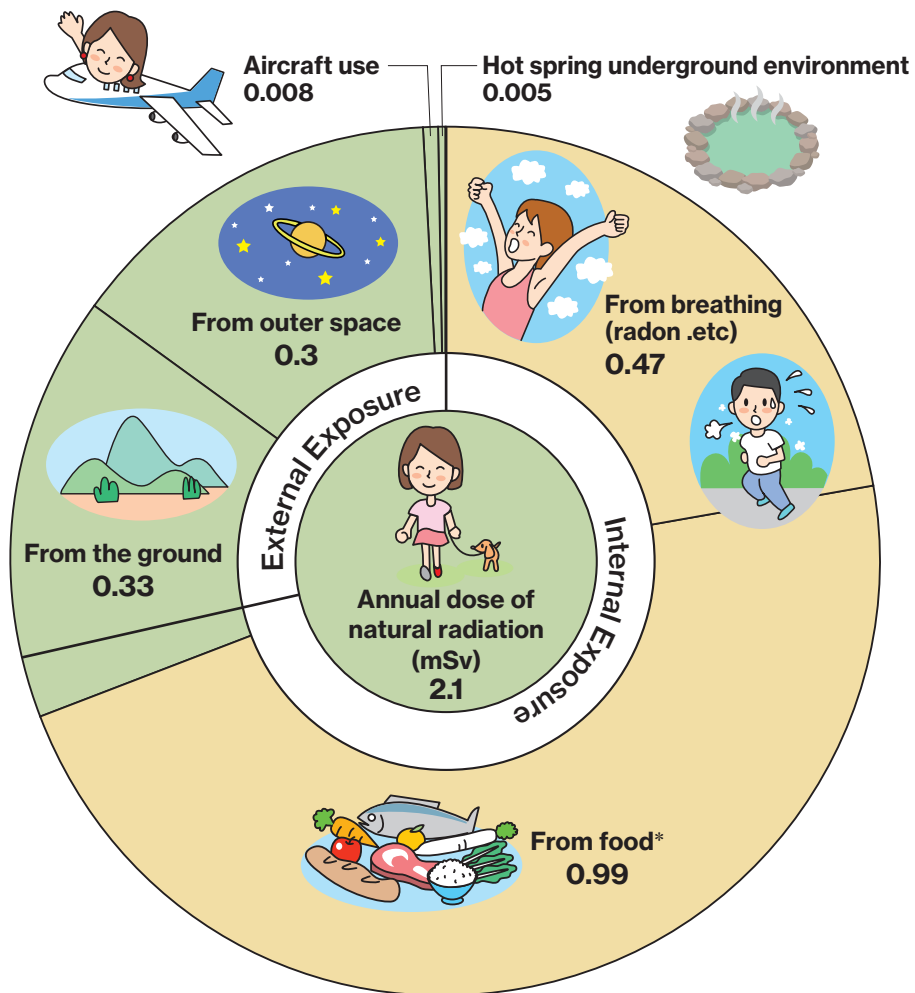 Aircraft use
0.008
Hot spring underground environment
0.005
From outer space
0.3
From breathing
(radon .etc)
0.47
From the ground
0.33
External Exposure
Internal Exposure
Annual dose of
natural radiation
(mSv)
2.1
From food*
0.99